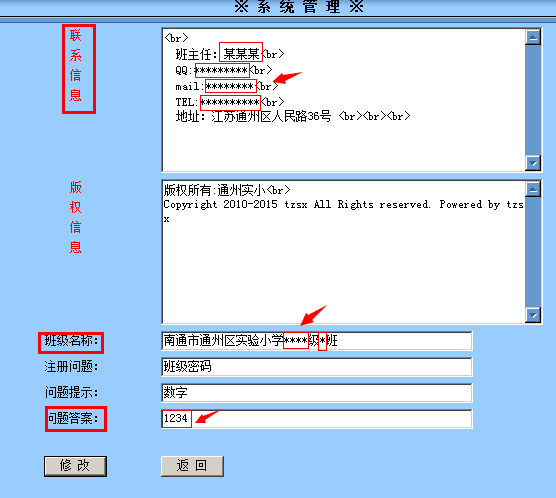 ※ 系 统 管 理 ※
联系信息
<br>
班主任: 某某某<br>
QQ:*********<br>
mail:********<br>
TEL:**********<br>
地址: 江苏通州区人民路36号 <br><br><br>
版权信息
版权所有:通州实小<br>
Copyright 2010-2015 tzsx All Rights reserved. Powered by tzs
x
班级名称: 南通市通州区实验小学****级*班
注册问题: 班级密码
问题提示: 数字
问题答案: 1234
修 改 返 回